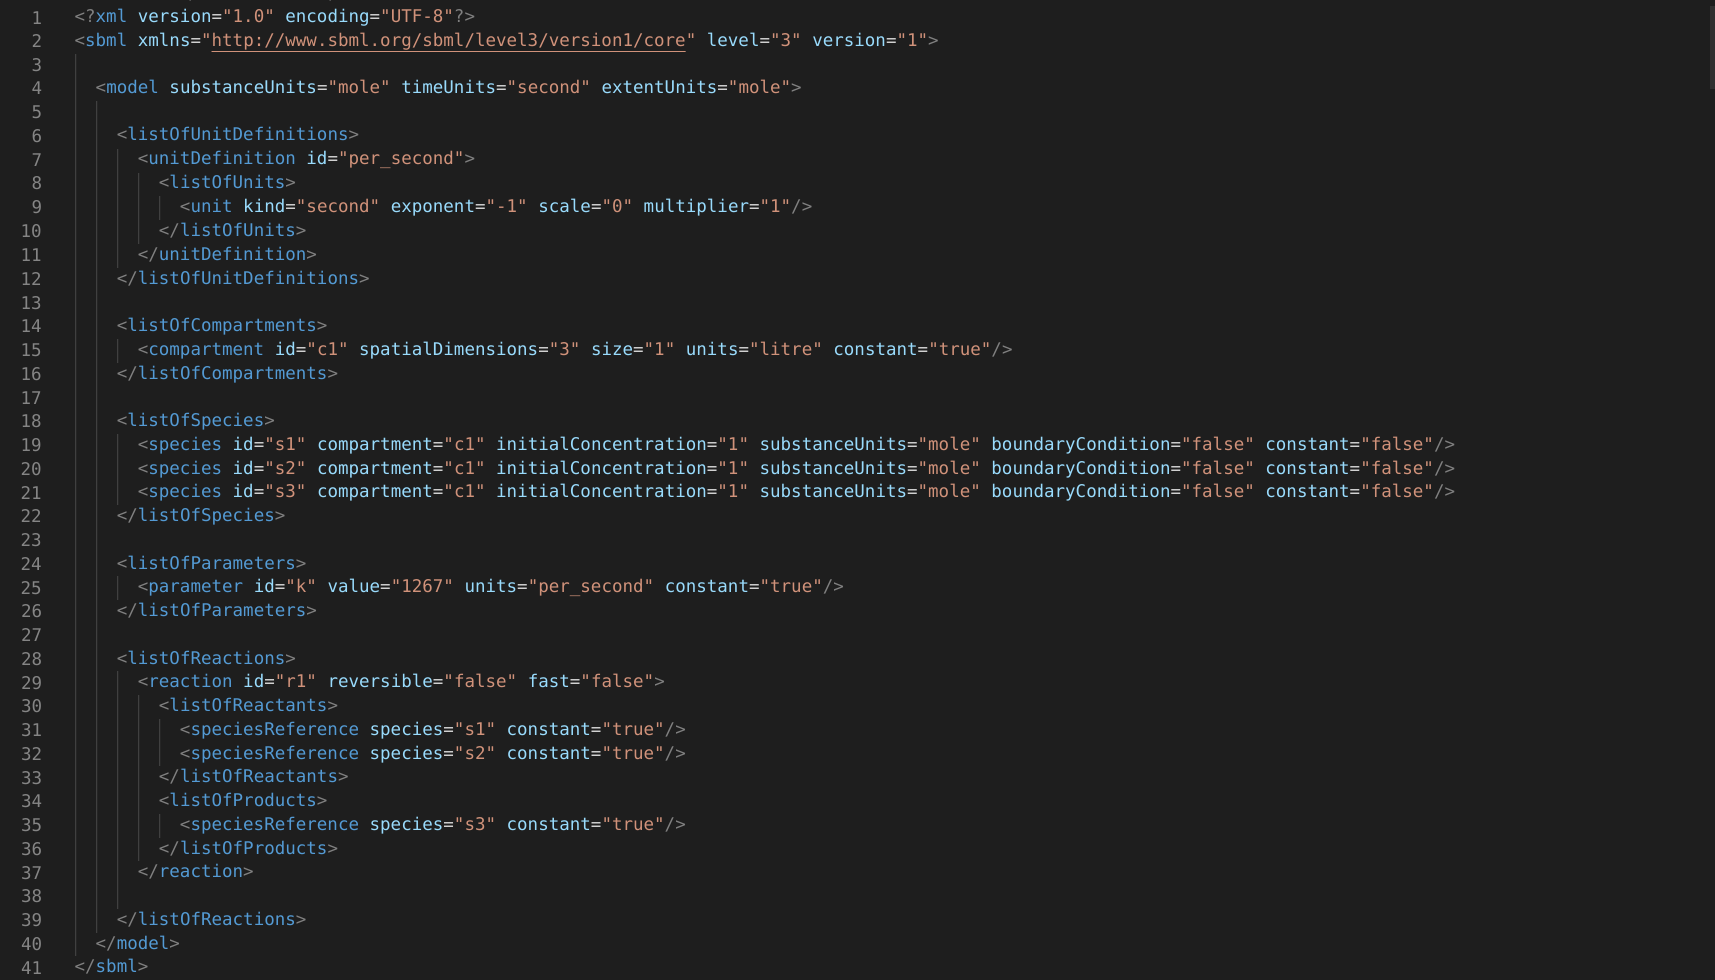 1 <?xml version="1.0" encoding="UTF-8"?>
2 <sbml xmlns="http://www.sbml.org/sbml/level3/version1/core" level="3" version="1">
3
4   <model substanceUnits="mole" timeUnits="second" extentUnits="mole">
5
6     <listOfUnitDefinitions>
7       <unitDefinition id="per_second">
8         <listOfUnits>
9           <unit kind="second" exponent="-1" scale="0" multiplier="1"/>
10         </listOfUnits>
11       </unitDefinition>
12     </listOfUnitDefinitions>
13
14     <listOfCompartments>
15       <compartment id="c1" spatialDimensions="3" size="1" units="litre" constant="true"/>
16     </listOfCompartments>
17
18     <listOfSpecies>
19       <species id="s1" compartment="c1" initialConcentration="1" substanceUnits="mole" boundaryCondition="false" constant="false"/>
20       <species id="s2" compartment="c1" initialConcentration="1" substanceUnits="mole" boundaryCondition="false" constant="false"/>
21       <species id="s3" compartment="c1" initialConcentration="1" substanceUnits="mole" boundaryCondition="false" constant="false"/>
22     </listOfSpecies>
23
24     <listOfParameters>
25       <parameter id="k" value="1267" units="per_second" constant="true"/>
26     </listOfParameters>
27
28     <listOfReactions>
29       <reaction id="r1" reversible="false" fast="false">
30         <listOfReactants>
31           <speciesReference species="s1" constant="true"/>
32           <speciesReference species="s2" constant="true"/>
33         </listOfReactants>
34         <listOfProducts>
35           <speciesReference species="s3" constant="true"/>
36         </listOfProducts>
37       </reaction>
38
39     </listOfReactions>
40   </model>
41 </sbml>